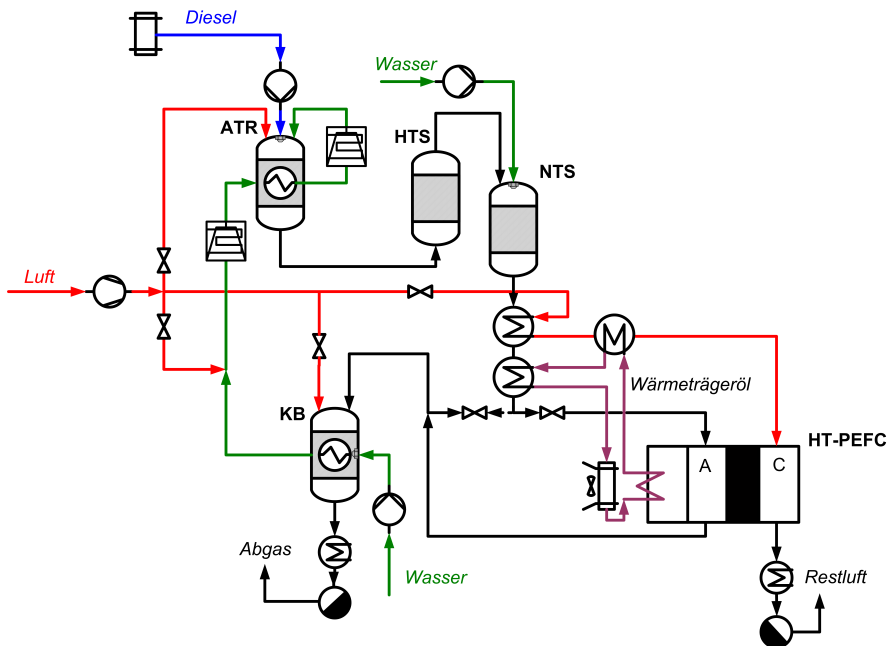 Diesel
Wasser
ATR
HTS
NTS
Luft
Wärmeträgeröl
KB
HT-PEFC
A
C
Abgas
Wasser
Restluft